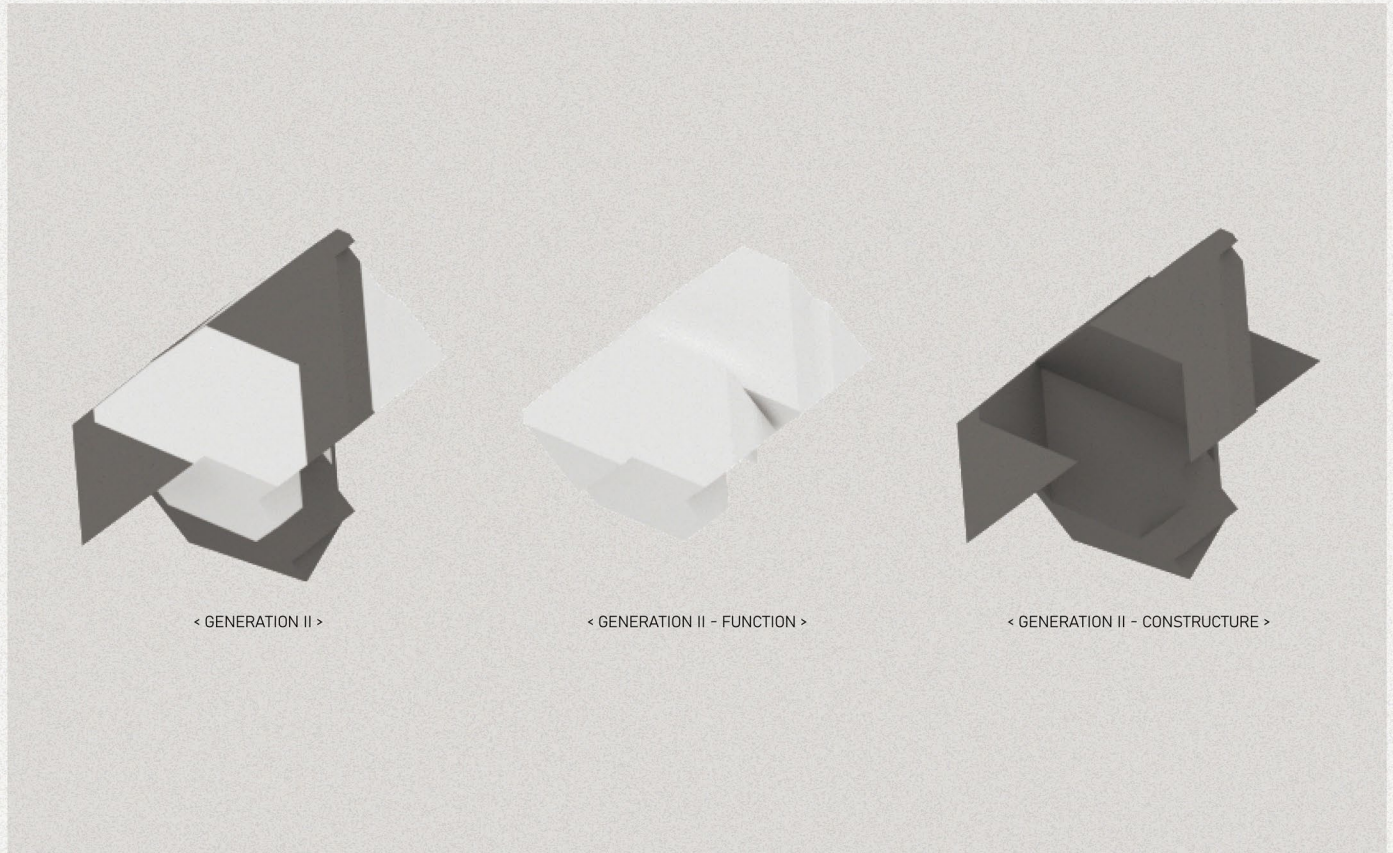 < GENERATION II >
< GENERATION II - FUNCTION >
< GENERATION II - CONSTRUCTURE >